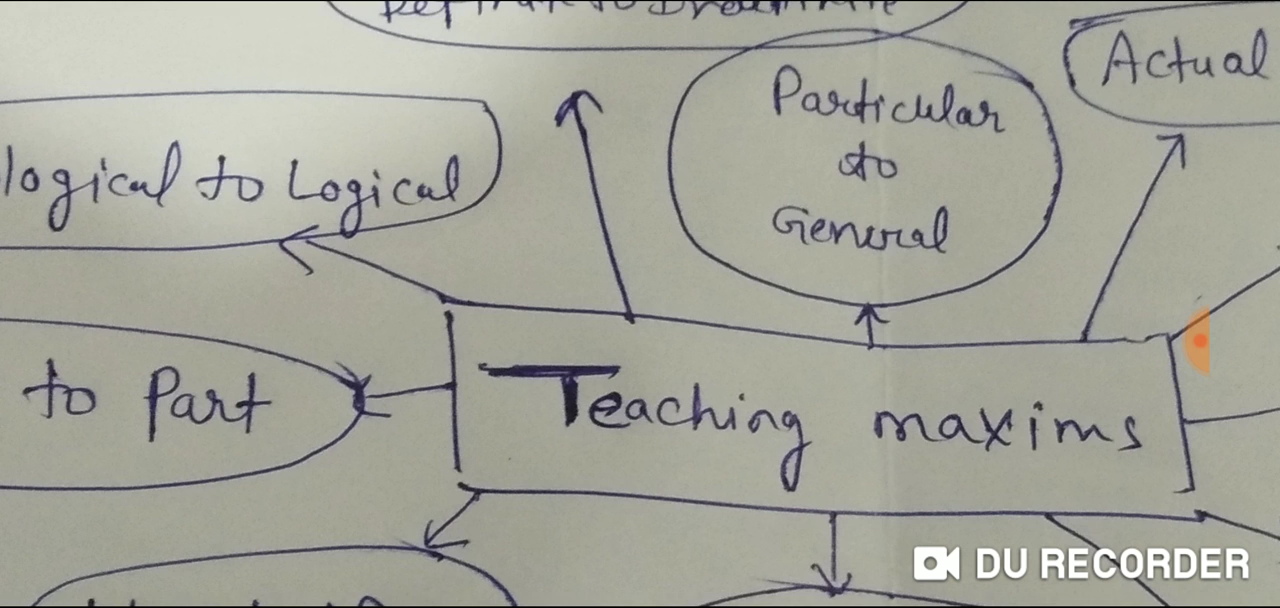 Actual
Particular
to
General
logical to Logical
to Part
Teaching maxims
DU RECORDER